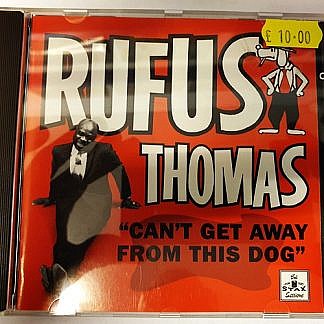 RUFUS
£ 10.00
THOMAS
"CAN'T GET AWAY
FROM THIS DOG"
The
STAX
Sessions